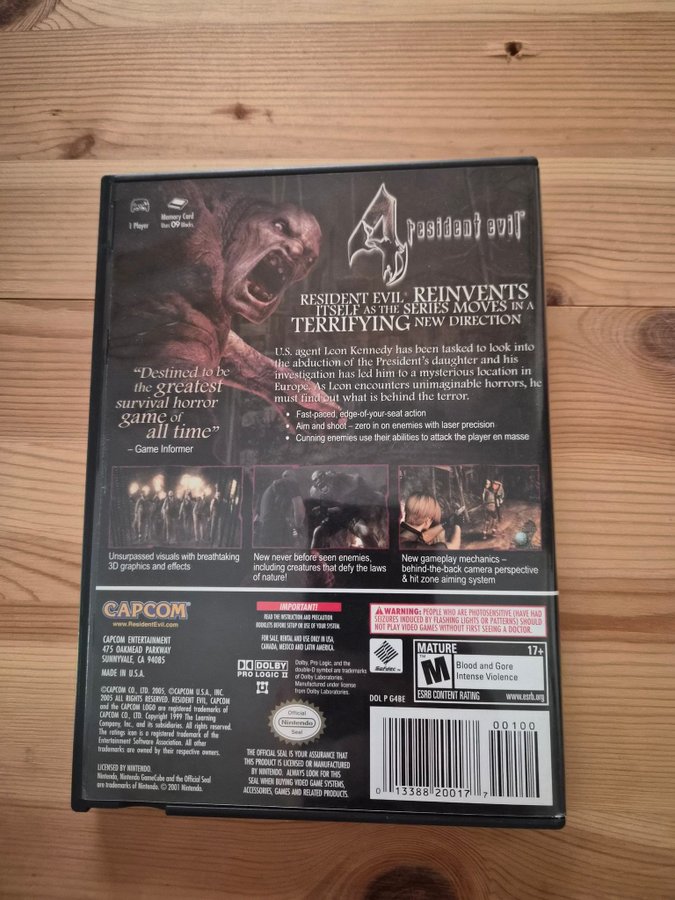 1 Player
Memory Card
Uses 09 Blocks
4
resident evil™
RESIDENT EVIL® REINVENTS
ITSELF AS THE SERIES MOVES IN A
TERRIFYING NEW DIRECTION
U.S. agent Leon Kennedy has been tasked to look into
the abduction of the President's daughter and his
investigation has led him to a mysterious location in
Europe. As Leon encounters unimaginable horrors, he
must find out what is behind the terror.
• Fast-paced, edge-of-your-seat action
• Aim and shoot – zero in on enemies with laser precision
• Cunning enemies use their abilities to attack the player en masse
“Destined to be
the greatest
survival horror
game of
all time”
– Game Informer
Unsurpassed visuals with breathtaking
3D graphics and effects
New never before seen enemies,
including creatures that defy the laws
of nature!
New gameplay mechanics –
behind-the-back camera perspective
& hit zone aiming system
CAPCOM®
www.ResidentEvil.com
CAPCOM ENTERTAINMENT
475 OAKMEAD PARKWAY
SUNNYVALE, CA 94085
MADE IN U.S.A.
©CAPCOM CO., LTD. 2005, ©CAPCOM U.S.A., INC.
2005 ALL RIGHTS RESERVED. RESIDENT EVIL, CAPCOM
and the CAPCOM LOGO are registered trademarks of
CAPCOM CO., LTD. Copyright 1999 The Learning
Company, Inc., and its subsidiaries. All rights reserved.
The ratings icon is a registered trademark of the
Entertainment Software Association. All other
trademarks are owned by their respective owners.
LICENSED BY NINTENDO.
Nintendo, Nintendo GameCube and the Official Seal
are trademarks of Nintendo. © 2001 Nintendo.
IMPORTANT!
READ THE INSTRUCTION AND PRECAUTION
BOOKLETS BEFORE SETUP OR USE OF YOUR SYSTEM.
FOR SALE, RENTAL AND USE ONLY IN USA,
CANADA, MEXICO AND LATIN AMERICA.
DOLBY
PRO LOGIC II
Dolby, Pro Logic, and the
double-D symbol are trademarks
of Dolby Laboratories.
Manufactured under license
from Dolby Laboratories.
Official
Nintendo
Seal
THE OFFICIAL SEAL IS YOUR ASSURANCE THAT
THIS PRODUCT IS LICENSED OR MANUFACTURED
BY NINTENDO. ALWAYS LOOK FOR THIS
SEAL WHEN BUYING VIDEO GAME SYSTEMS,
ACCESSORIES, GAMES AND RELATED PRODUCTS.
WARNING: PEOPLE WHO ARE PHOTOSENSITIVE (HAVE HAD
SEIZURES INDUCED BY FLASHING LIGHTS OR PATTERNS) SHOULD
NOT PLAY VIDEO GAMES WITHOUT FIRST SEEING A DOCTOR.
DOL P G4BE
MATURE 17+
M
Blood and Gore
Intense Violence
ESRB CONTENT RATING www.esrb.org
00100
0 13388 20017 7